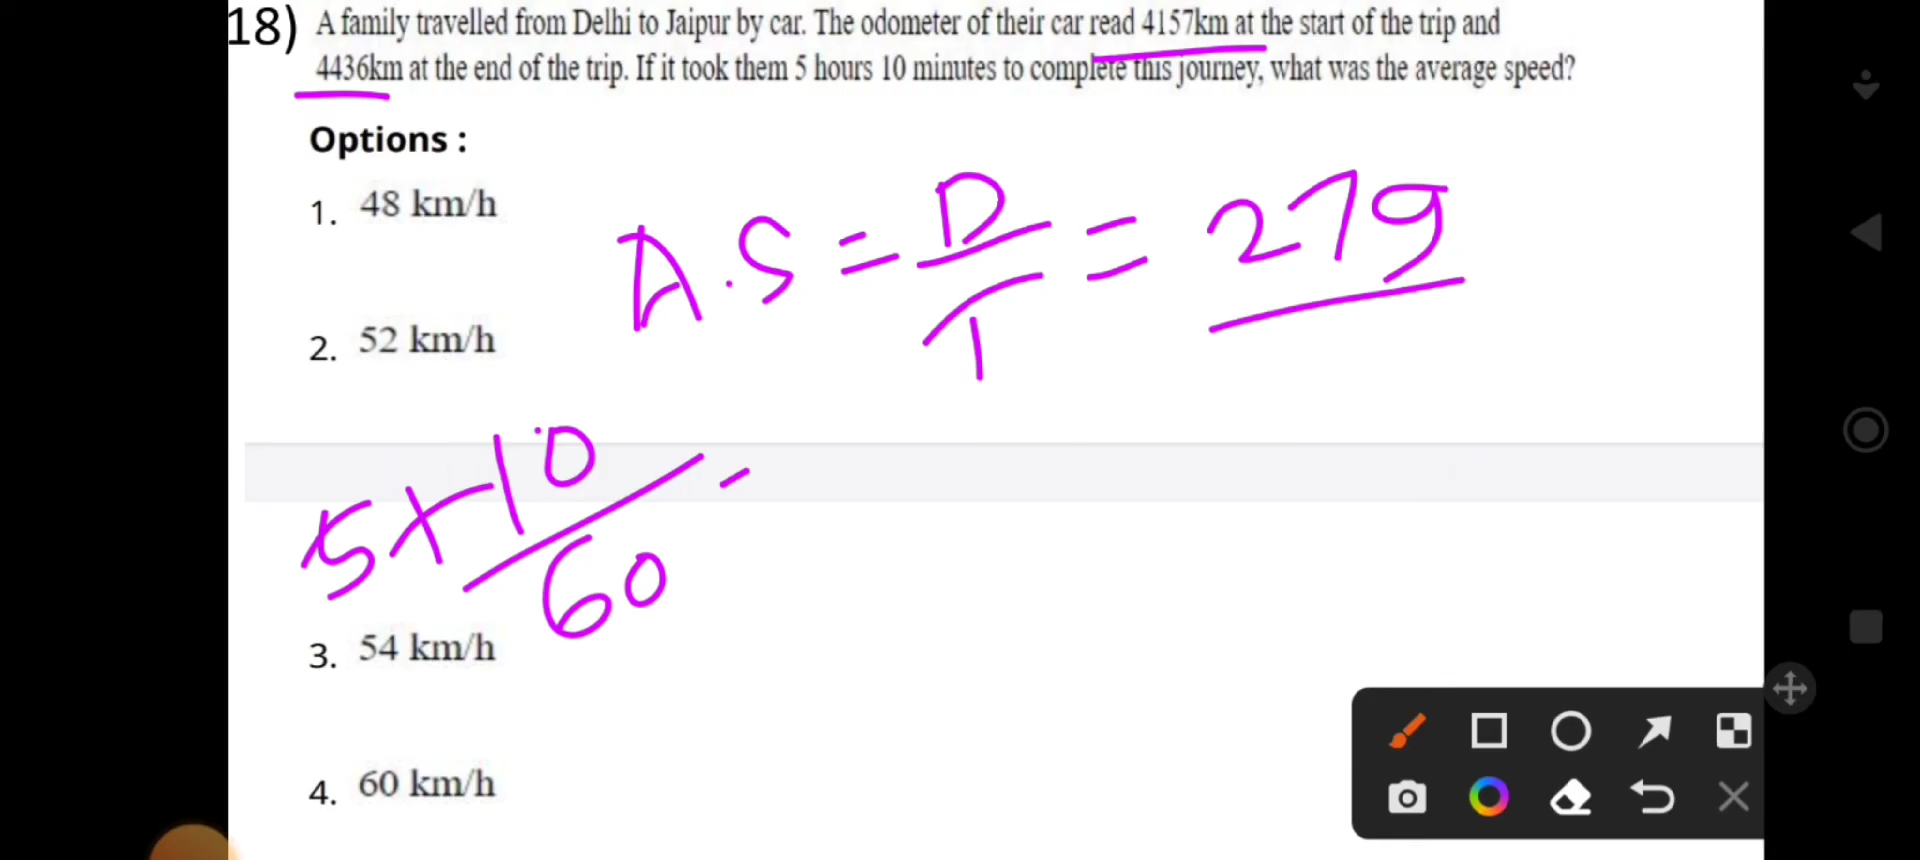 18) A family travelled from Delhi to Jaipur by car. The odometer of their car read 4157km at the start of the trip and
4436km at the end of the trip. If it took them 5 hours 10 minutes to complete this journey, what was the average speed?
Options :
1. 48 km/h
A.S = D/T = 279
2. 52 km/h
5+10/60 -
3. 54 km/h
4. 60 km/h